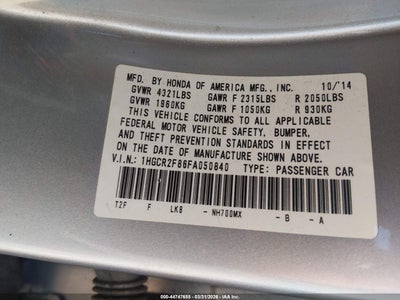 MFD. BY HONDA OF AMERICA MFG., INC. 10/'14
GVWR 4321LBS GAWR F 2315LBS R 2050LBS
GVWR 1960KG GAWR F 1050KG R 930KG
THIS VEHICLE CONFORMS TO ALL APPLICABLE
FEDERAL MOTOR VEHICLE SAFETY, BUMPER,
AND THEFT PREVENTION STANDARDS IN EFFECT
ON THE DATE OF MANUFACTURE SHOWN ABOVE.
V.I.N.: 1HGCR2F86FA050840 TYPE: PASSENGER CAR
T2F F LK8 - NH700MX - B - A
000-44747655 - 03/31/2026 - IAAI